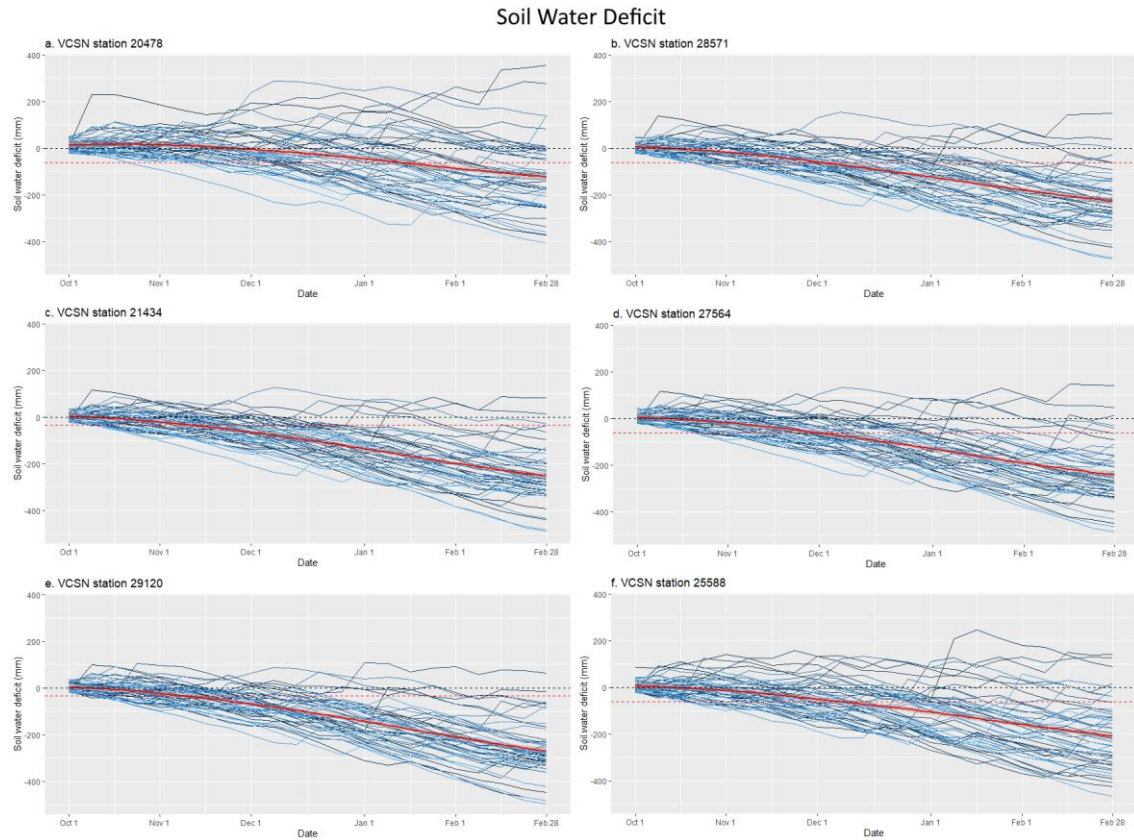 Soil Water Deficit
a. VCSN station 20478
400
200
0
-200
-400
Soil water deficit (mm)
Oct 1 Nov 1 Dec 1 Jan 1 Feb 1 Feb 28
Date
b. VCSN station 28571
400
200
0
-200
-400
Soil water deficit (mm)
Oct 1 Nov 1 Dec 1 Jan 1 Feb 1 Feb 28
Date
c. VCSN station 21434
400
200
0
-200
-400
Soil water deficit (mm)
Oct 1 Nov 1 Dec 1 Jan 1 Feb 1 Feb 28
Date
d. VCSN station 27564
400
200
0
-200
-400
Soil water deficit (mm)
Oct 1 Nov 1 Dec 1 Jan 1 Feb 1 Feb 28
Date
e. VCSN station 29120
400
200
0
-200
-400
Soil water deficit (mm)
Oct 1 Nov 1 Dec 1 Jan 1 Feb 1 Feb 28
Date
f. VCSN station 25588
400
200
0
-200
-400
Soil water deficit (mm)
Oct 1 Nov 1 Dec 1 Jan 1 Feb 1 Feb 28
Date